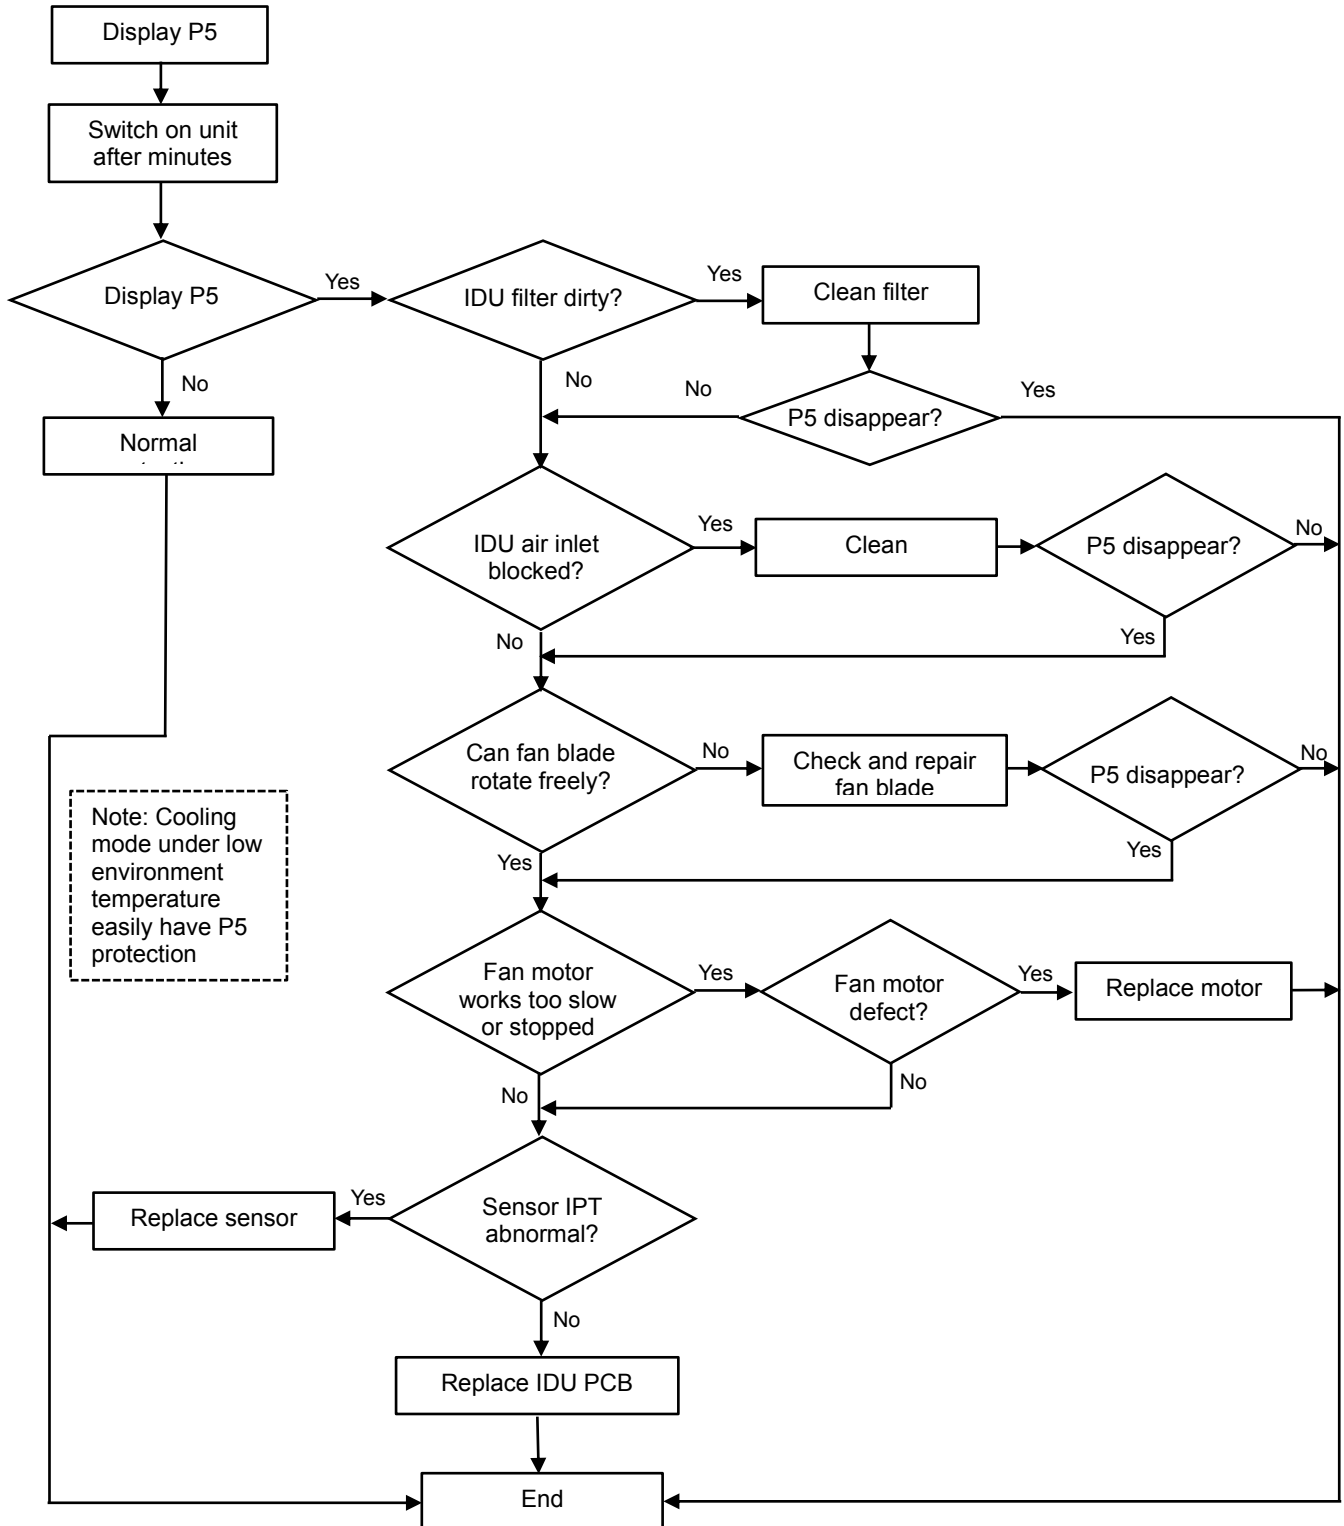 Display P5
Switch on unit
after minutes
Display P5
Yes
IDU filter dirty?
Yes
Clean filter
No
No
No
P5 disappear?
Yes
Normal
IDU air inlet
blocked?
Yes
Clean
P5 disappear?
No
No
Yes
Can fan blade
rotate freely?
No
Check and repair
fan blade
P5 disappear?
No
Yes
Yes
Note: Cooling
mode under low
environment
temperature
easily have P5
protection
Fan motor
works too slow
or stopped
Yes
Fan motor
defect?
Yes
Replace motor
No
No
Replace sensor
Yes
Sensor IPT
abnormal?
No
Replace IDU PCB
End